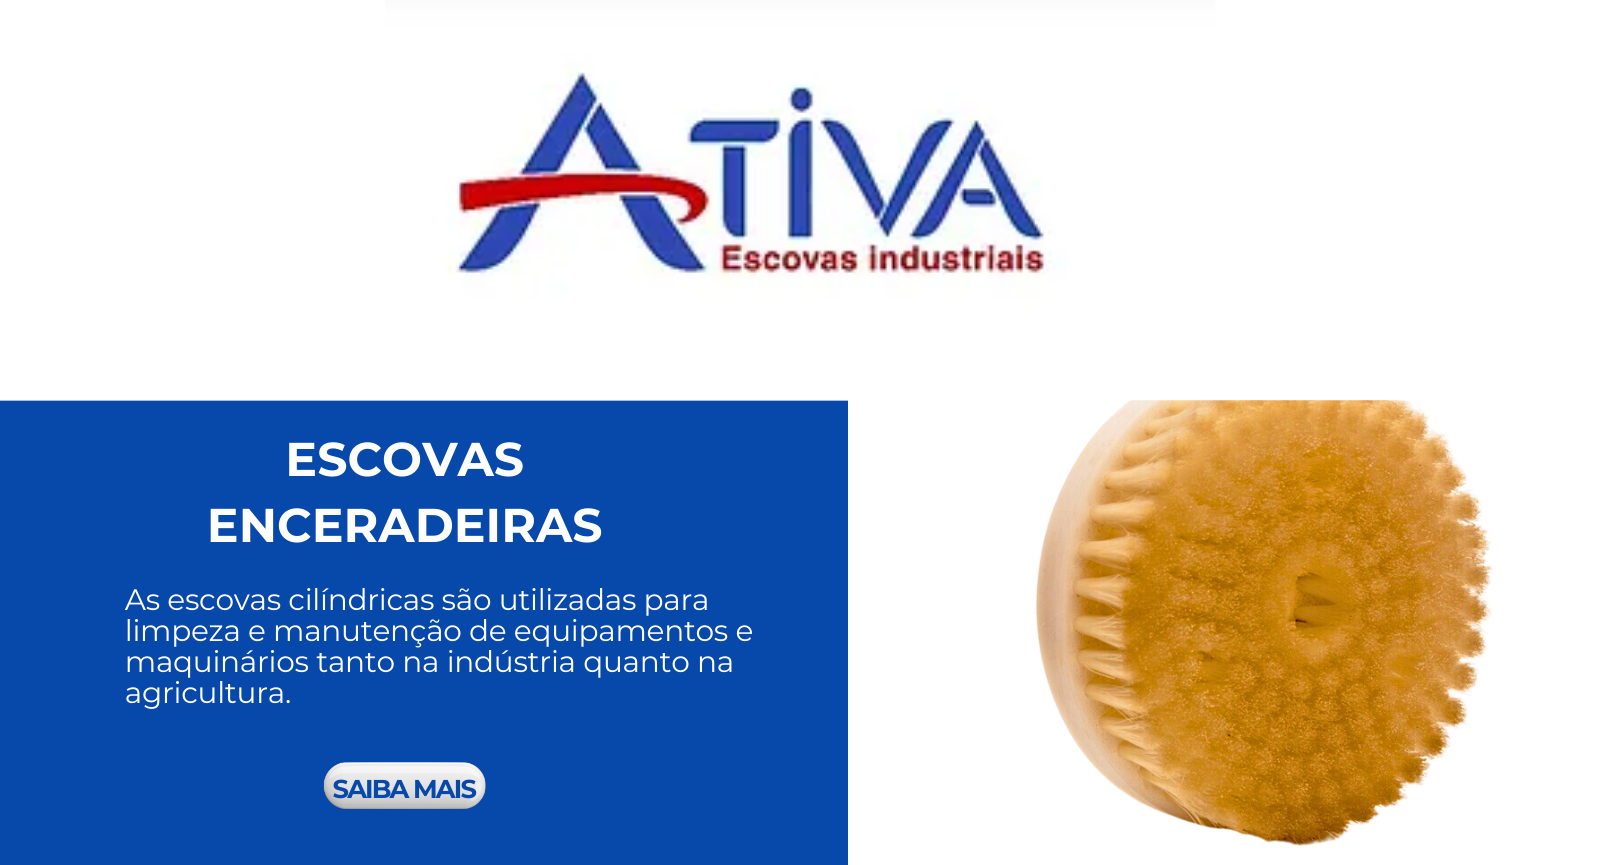 ATiVA
Escovas industriais
ESCOVAS
ENCERADEIRAS
As escovas cilíndricas são utilizadas para
limpeza e manutenção de equipamentos e
maquinários tanto na indústria quanto na
agricultura.
SAIBA MAIS